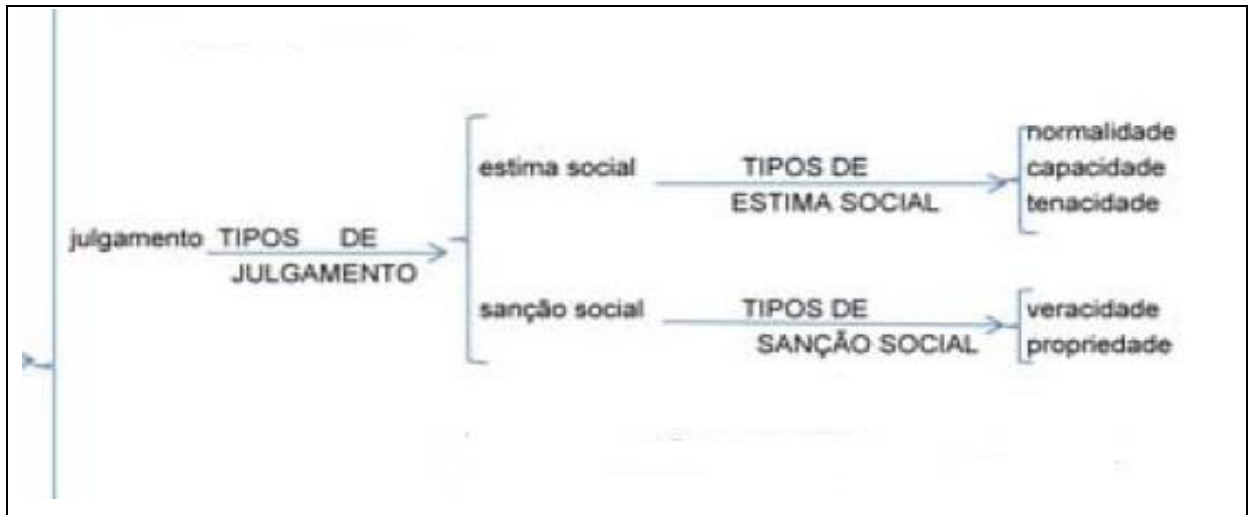 normalidade
estima social TIPOS DE capacidade
ESTIMA SOCIAL tenacidade
julgamento TIPOS DE
JULGAMENTO
sanção social TIPOS DE veracidade
SANÇÃO SOCIAL propriedade